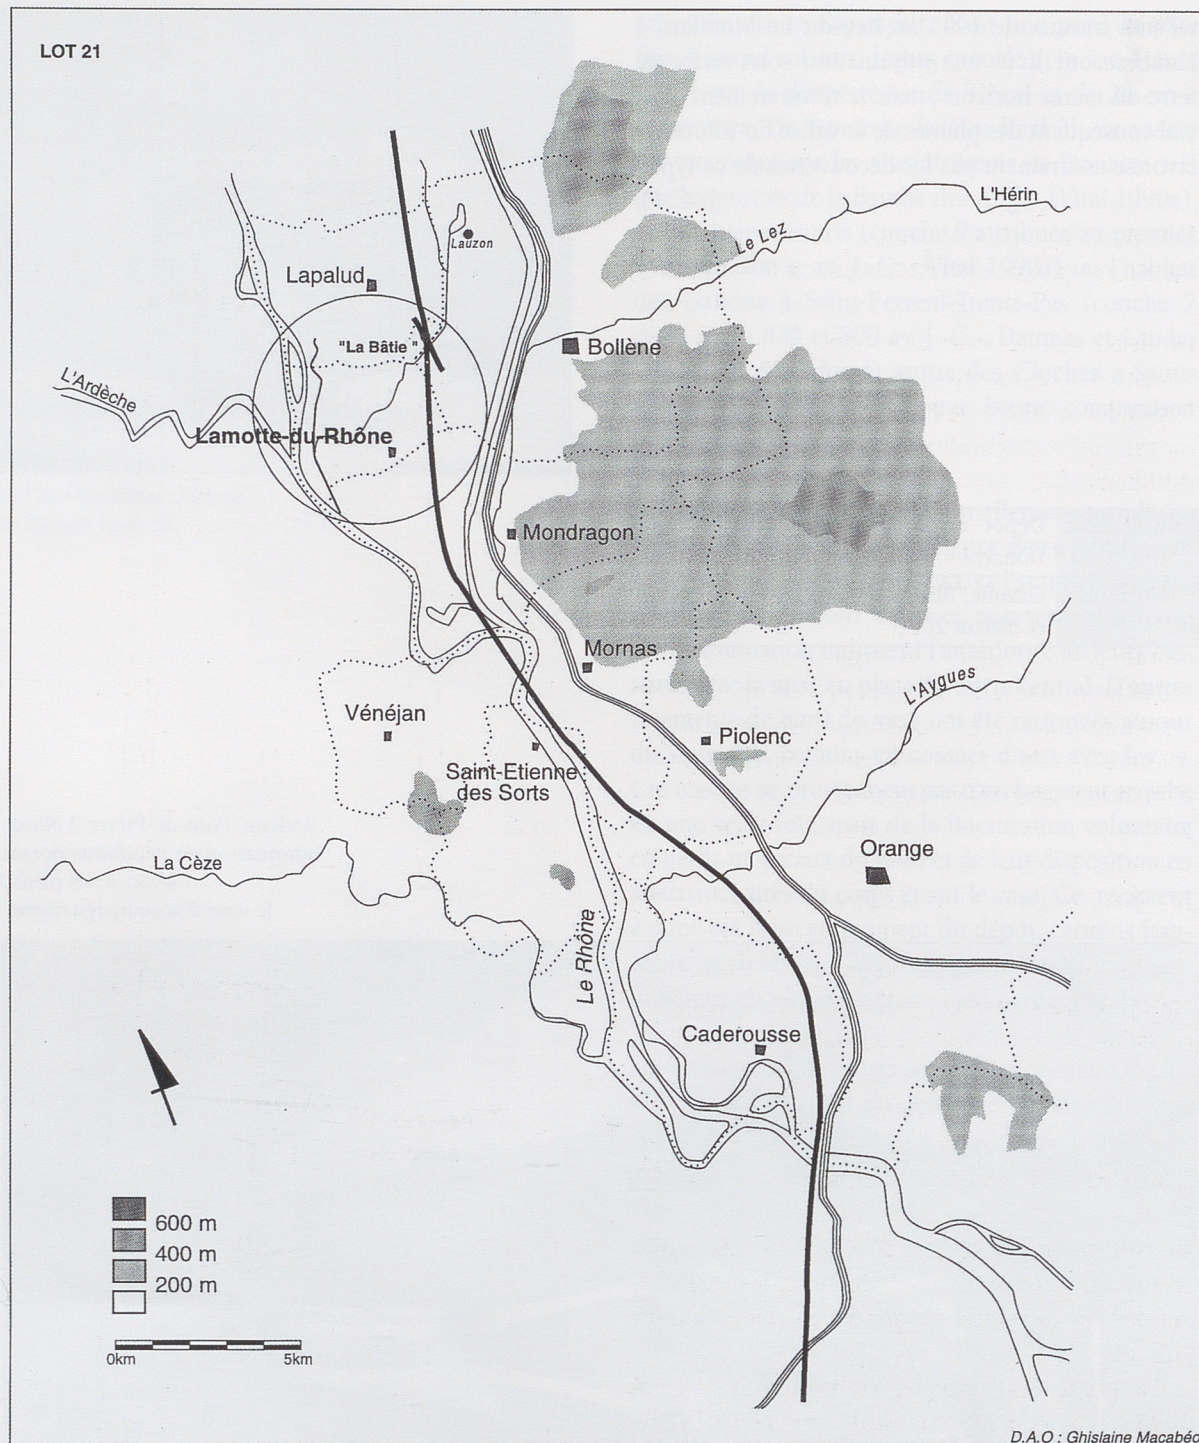 LOT 21
L'Hérin
Le Lez
Lauzon
Lapalud
"La Bâtie"
Bollène
L'Ardèche
Lamotte-du-Rhône
Mondragon
Mornas
L'Aygues
Vénéjan
Piolenc
Saint-Etienne
des Sorts
Orange
La Cèze
Le Rhône
Caderousse
600 m
400 m
200 m
0km 5km
D.A.O : Ghislaine Macabéo